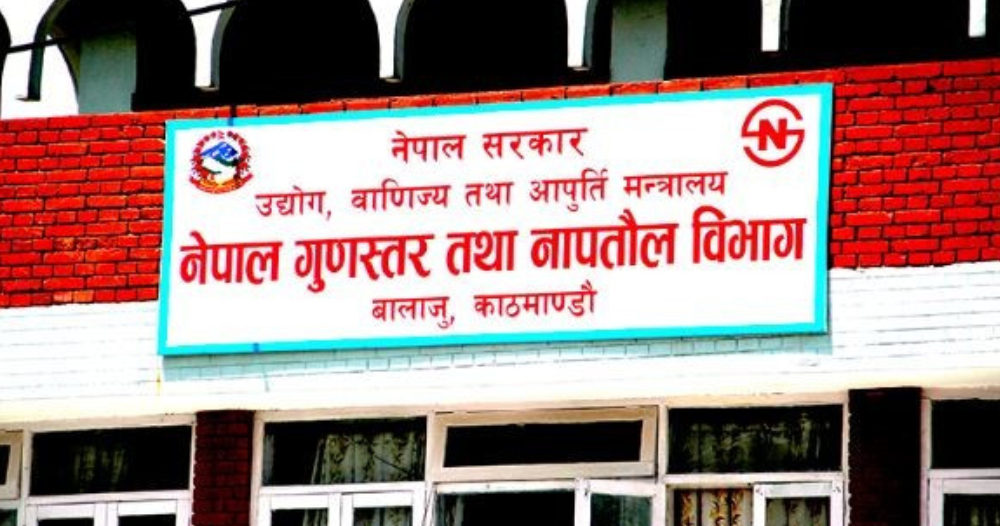 नेपाल सरकार
उद्योग, वाणिज्य तथा आपुर्ति मन्त्रालय
नेपाल गुणस्तर तथा नापतौल विभाग
बालाजु, काठमाण्डौ